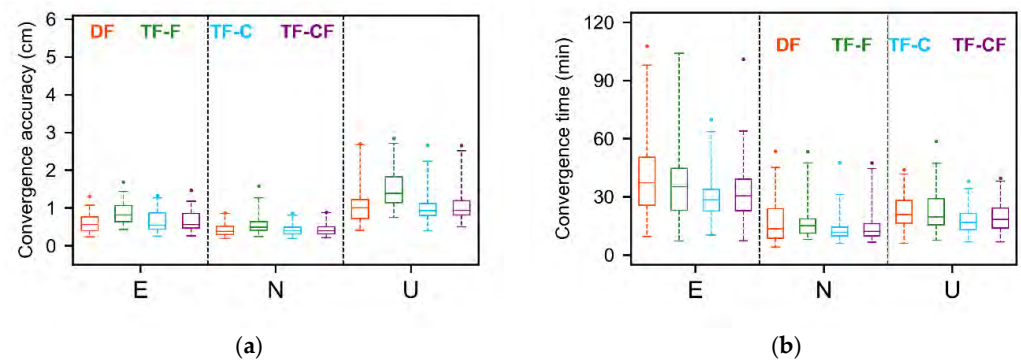 Convergence accuracy (cm)
6
5
4
3
2
1
0
DF TF-F TF-C TF-CF
E N U
(a)
Convergence time (min)
120
90
60
30
0
DF TF-F TF-C TF-CF
E N U
(b)